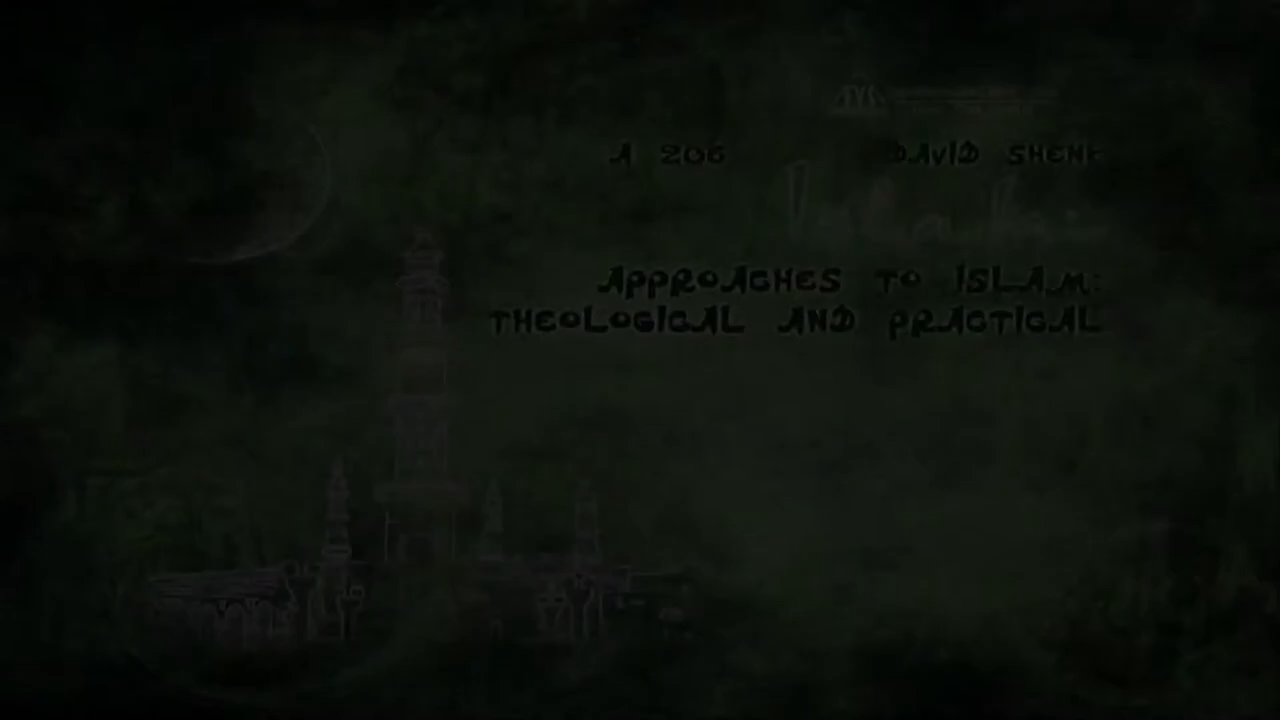 A 206 DAVID SHENK
APPROACHES TO ISLAM:
THEOLOGICAL AND PRACTICAL